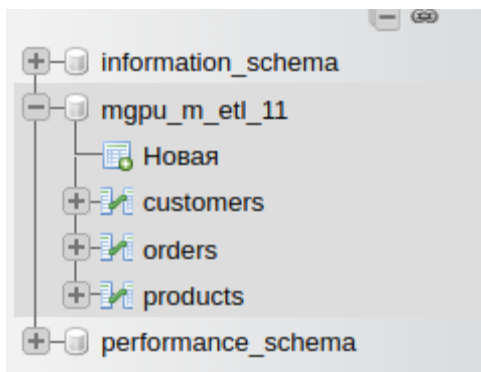 information_schema
mgpu_m_etl_11
Новая
customers
orders
products
performance_schema